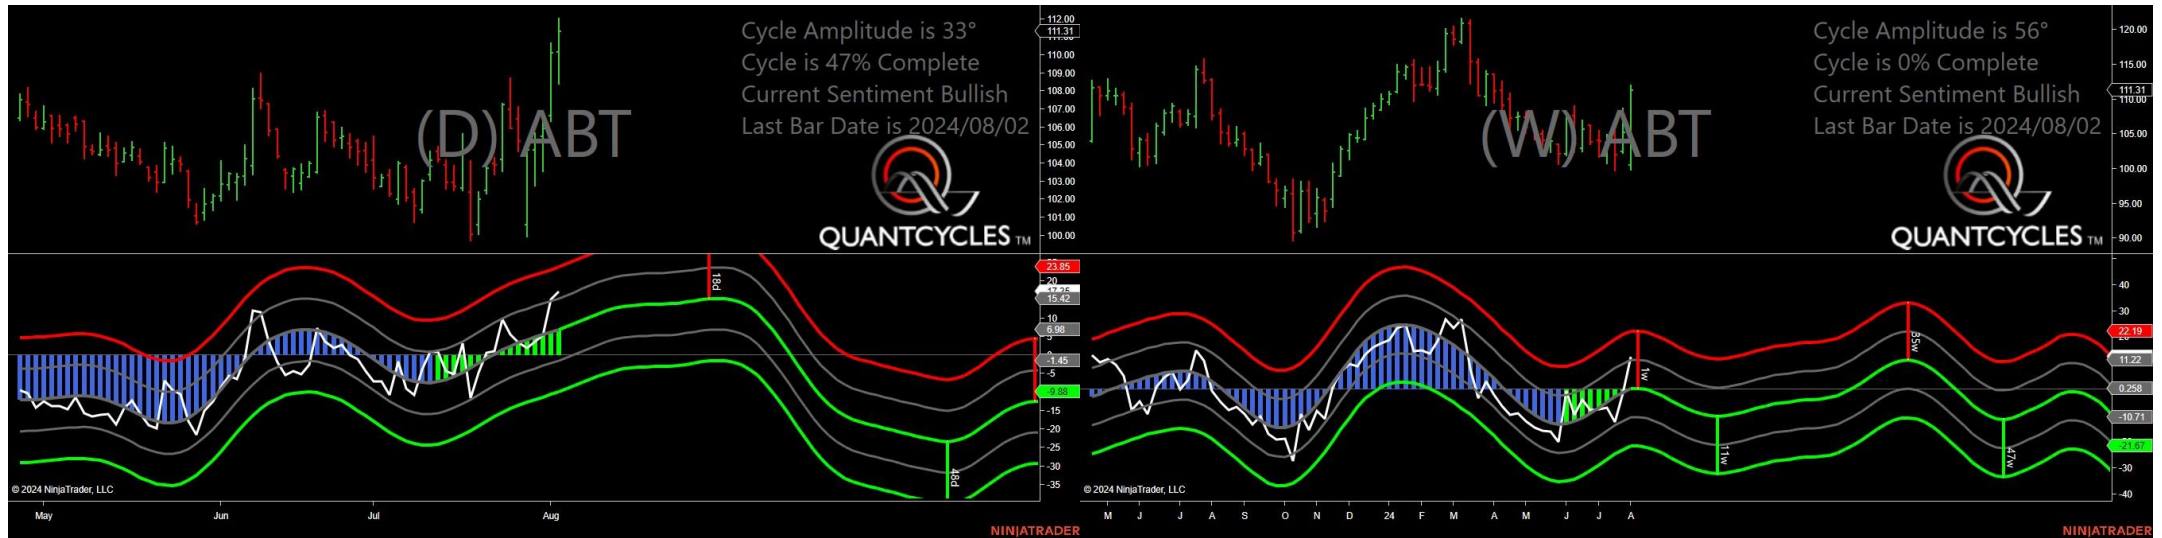 Cycle Amplitude is 33°
Cycle is 47% Complete
Current Sentiment Bullish
Last Bar Date is 2024/08/02
(D) ABT
QUANTCYCLES TM
112.00
111.31
110.00
109.00
108.00
107.00
106.00
105.00
104.00
103.00
102.00
101.00
100.00
18d
48d
23.85
20
15.42
10
6.98
-1.45
-5
-9.88
-15
-20
-25
-30
-35
© 2024 NinjaTrader, LLC
May Jun Jul Aug
NINJATRADER
Cycle Amplitude is 56°
Cycle is 0% Complete
Current Sentiment Bullish
Last Bar Date is 2024/08/02
(W) ABT
QUANTCYCLES TM
120.00
115.00
111.31
110.00
105.00
100.00
95.00
90.00
1w
11w
47w
40
30
22.19
11.22
0.258
-10.71
-21.67
-30
-40
© 2024 NinjaTrader, LLC
M J J A S O N D 24 F M A M J J A
NINJATRADER